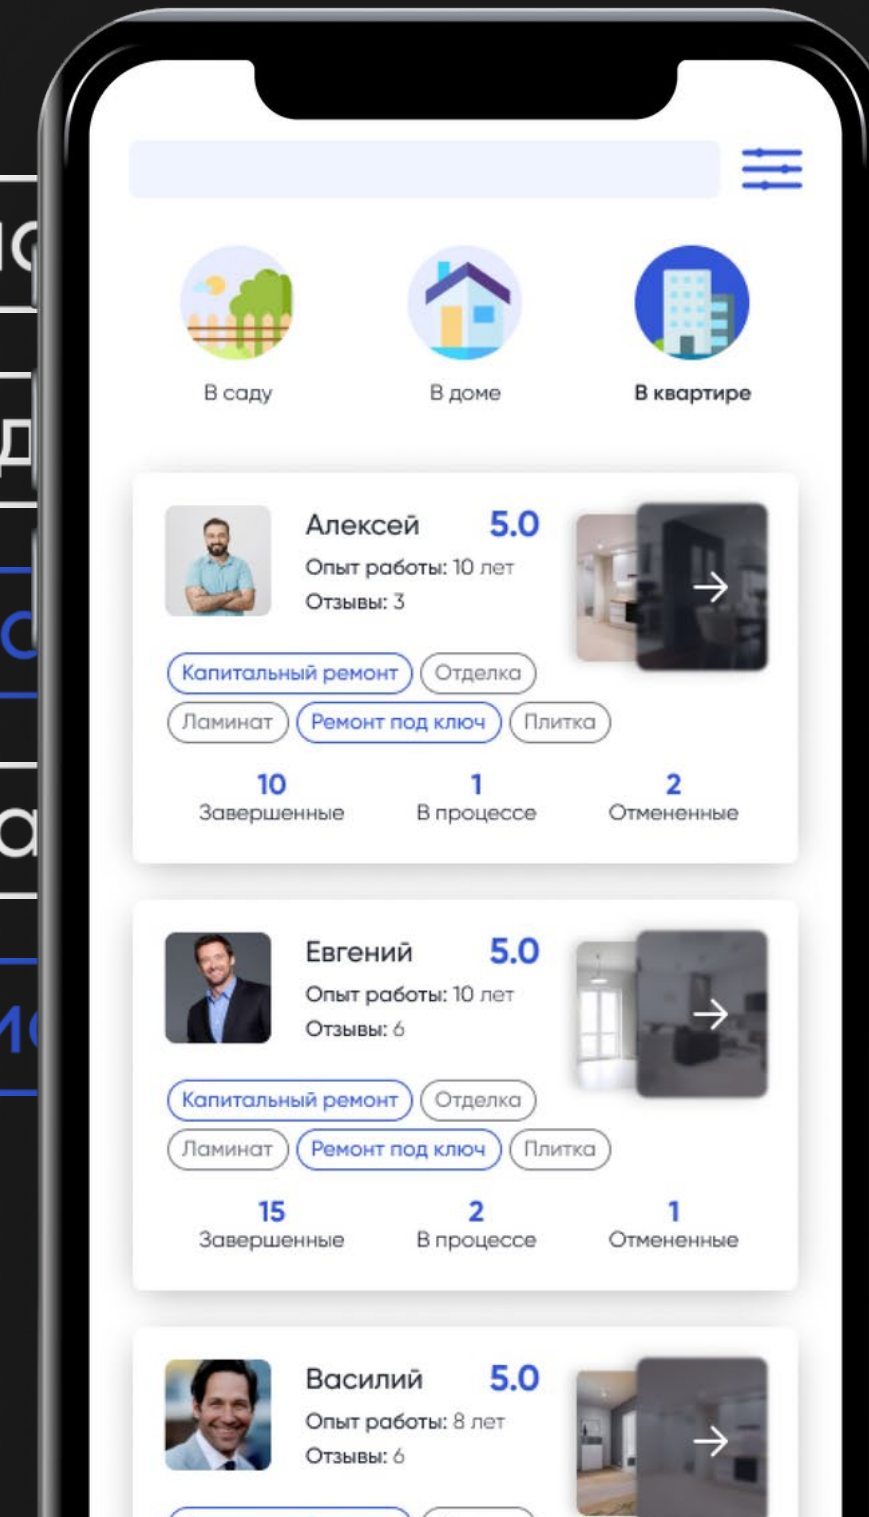 В саду В доме В квартире
Алексей 5.0
Опыт работы: 10 лет
Отзывы: 3
Капитальный ремонт Отделка
Ламинат Ремонт под ключ Плитка
10 1 2
Завершенные В процессе Отмененные
Евгений 5.0
Опыт работы: 10 лет
Отзывы: 6
Капитальный ремонт Отделка
Ламинат Ремонт под ключ Плитка
15 2 1
Завершенные В процессе Отмененные
Василий 5.0
Опыт работы: 8 лет
Отзывы: 6